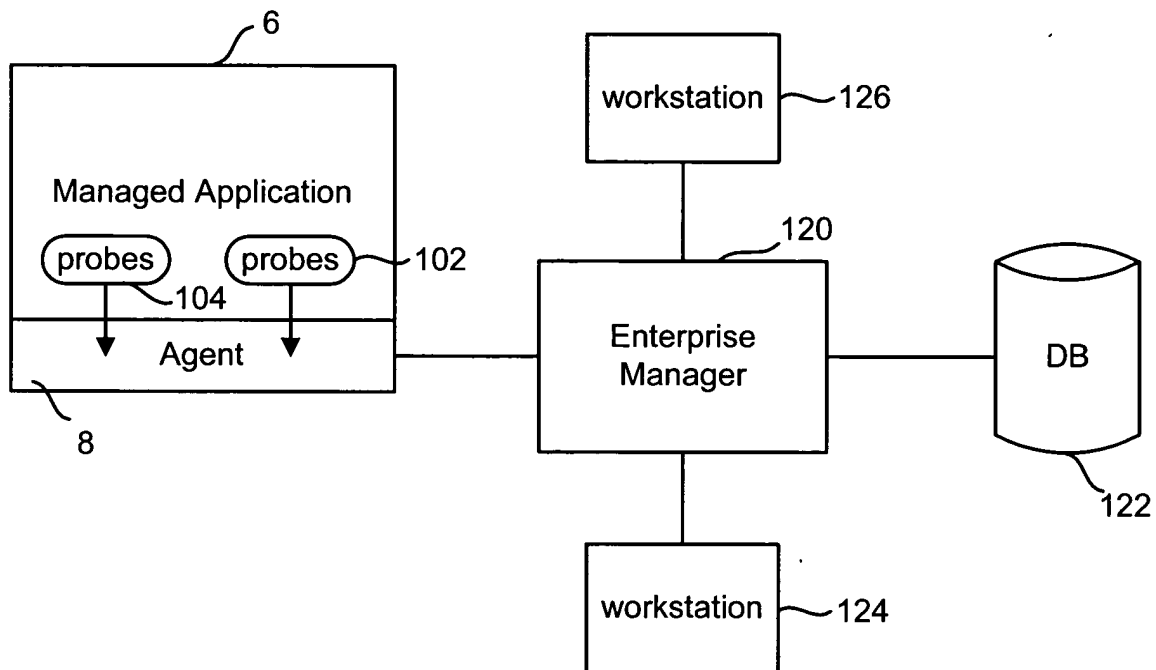 6
workstation
126
Managed Application
probes
probes
102
104
120
Agent
Enterprise
Manager
DB
8
122
workstation
124